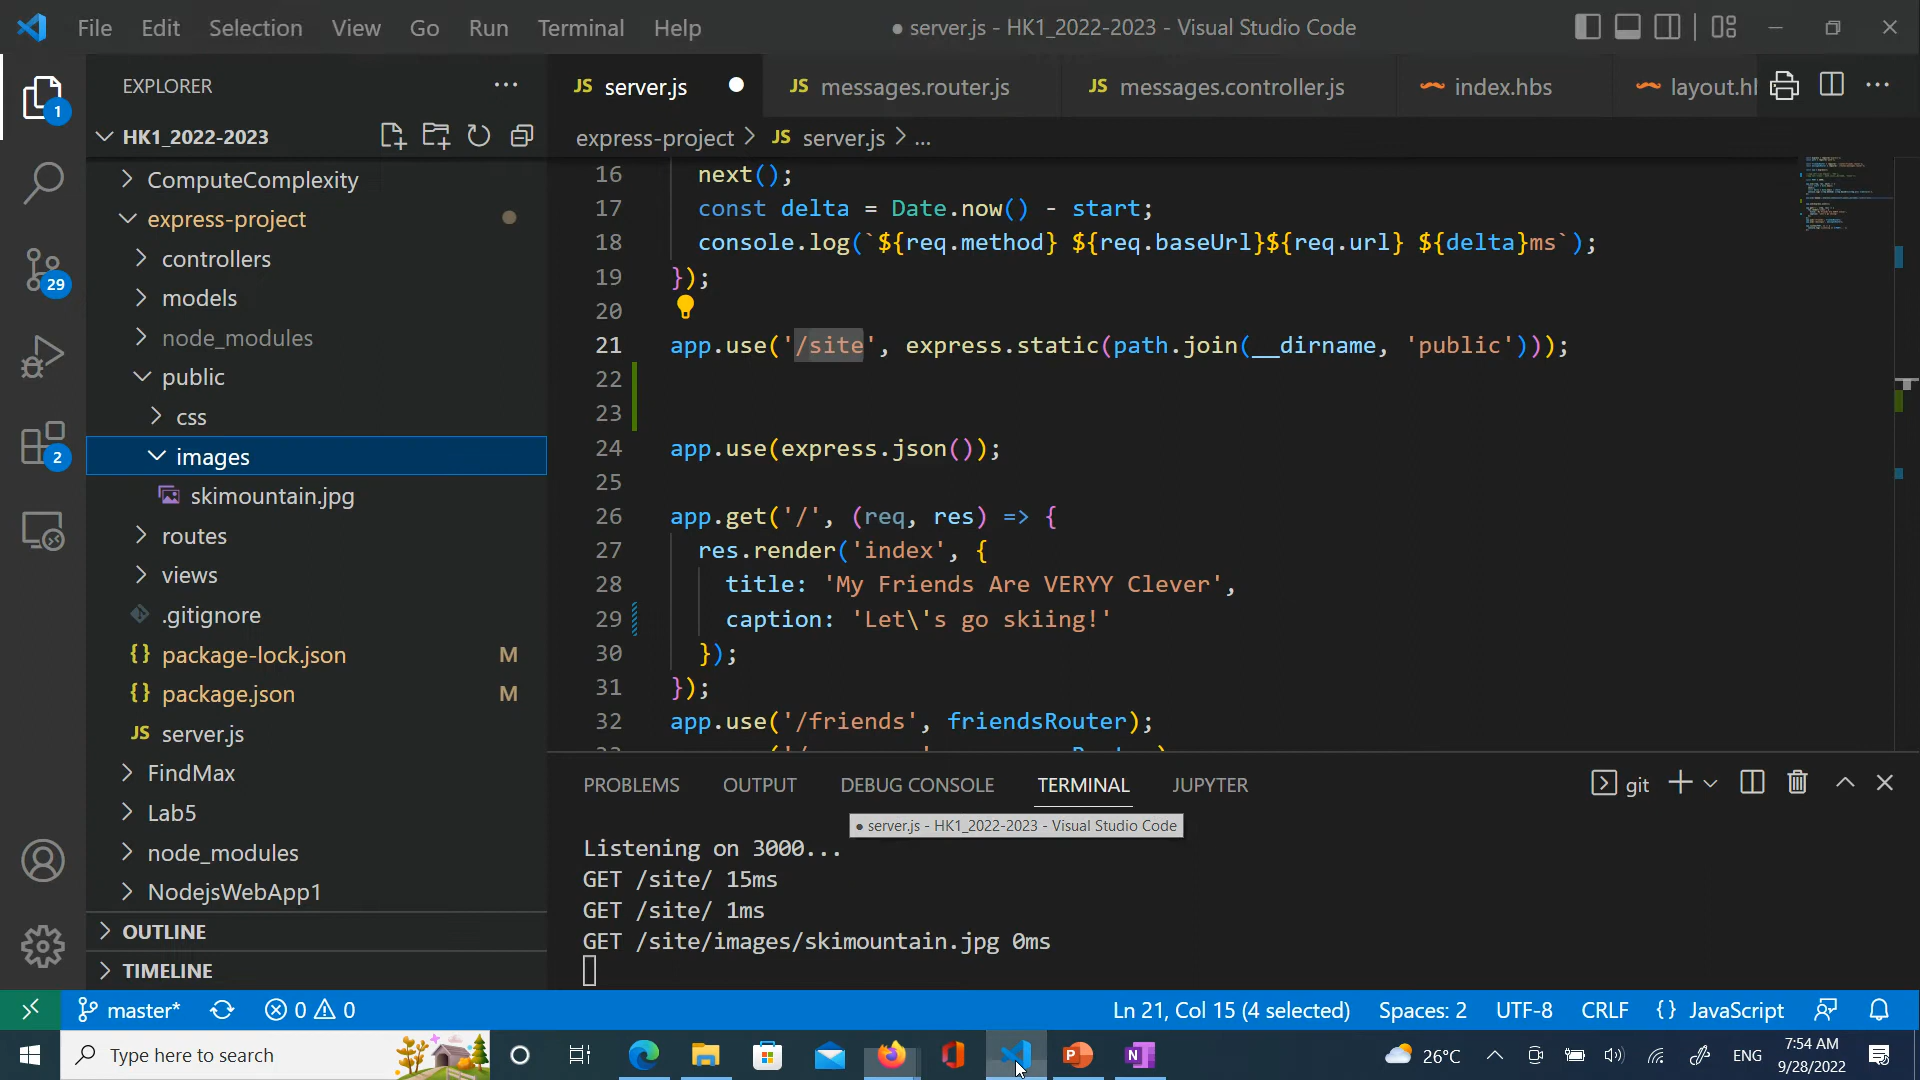 File Edit Selection View Go Run Terminal Help
● server.js - HK1_2022-2023 - Visual Studio Code
EXPLORER
JS server.js
JS messages.router.js
JS messages.controller.js
index.hbs
layout.hl
HK1_2022-2023
express-project > JS server.js > ...
ComputeComplexity
express-project
controllers
models
node_modules
public
css
images
skimountain.jpg
routes
views
.gitignore
{} package-lock.json M
{} package.json M
JS server.js
FindMax
Lab5
node_modules
NodejsWebApp1
OUTLINE
TIMELINE
1
29
2
16 next();
17 const delta = Date.now() - start;
18 console.log(`${req.method} ${req.baseUrl}${req.url} ${delta}ms`);
19 });
20
21 app.use('/site', express.static(path.join(__dirname, 'public')));
22
23
24 app.use(express.json());
25
26 app.get('/', (req, res) => {
27 res.render('index', {
28 title: 'My Friends Are VERYY Clever',
29 caption: 'Let\'s go skiing!'
30 });
31 });
32 app.use('/friends', friendsRouter);
PROBLEMS OUTPUT DEBUG CONSOLE TERMINAL JUPYTER
git
● server.js - HK1_2022-2023 - Visual Studio Code
Listening on 3000...
GET /site/ 15ms
GET /site/ 1ms
GET /site/images/skimountain.jpg 0ms
master* 0 0
Ln 21, Col 15 (4 selected) Spaces: 2 UTF-8 CRLF {} JavaScript
Type here to search
26°C
ENG
7:54 AM
9/28/2022